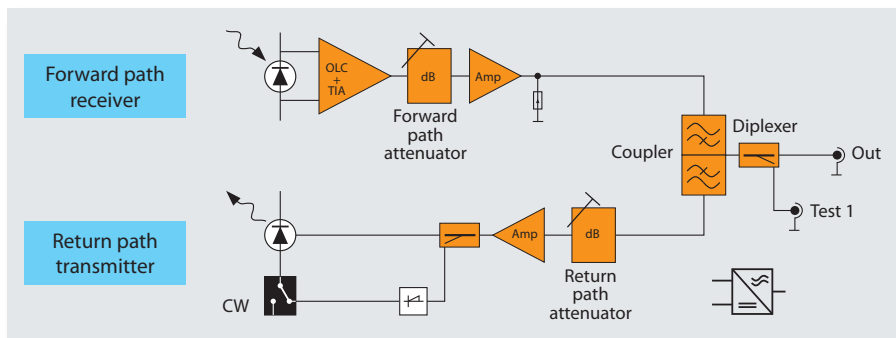 Forward path
receiver
OLC
+
TIA
dB
Amp
Forward
path
attenuator
Coupler
Diplexer
Out
Test 1
Return path
transmitter
CW
Amp
dB
Return
path
attenuator